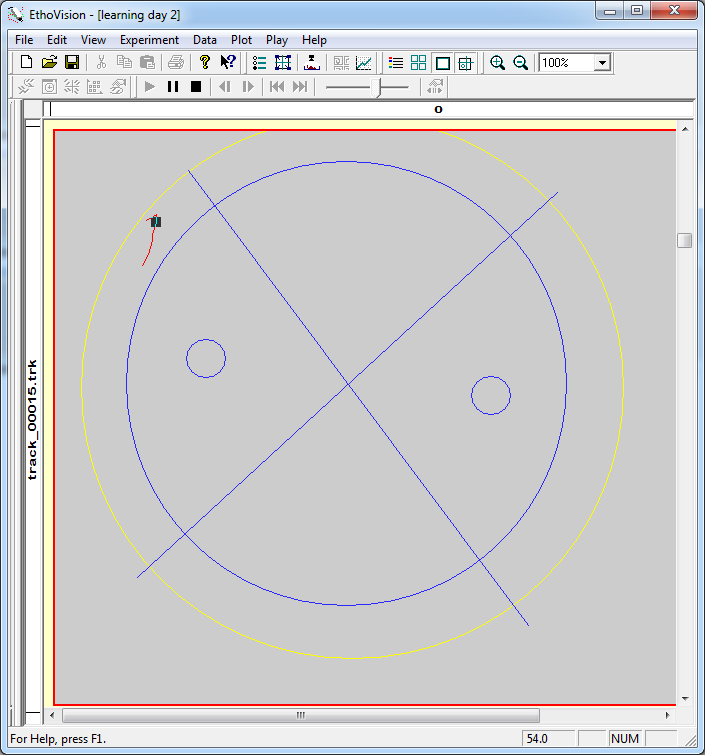 EthoVision - [learning day 2]
File Edit View Experiment Data Plot Play Help
100%
0
track_00015.trk
For Help, press F1.
54.0
NUM